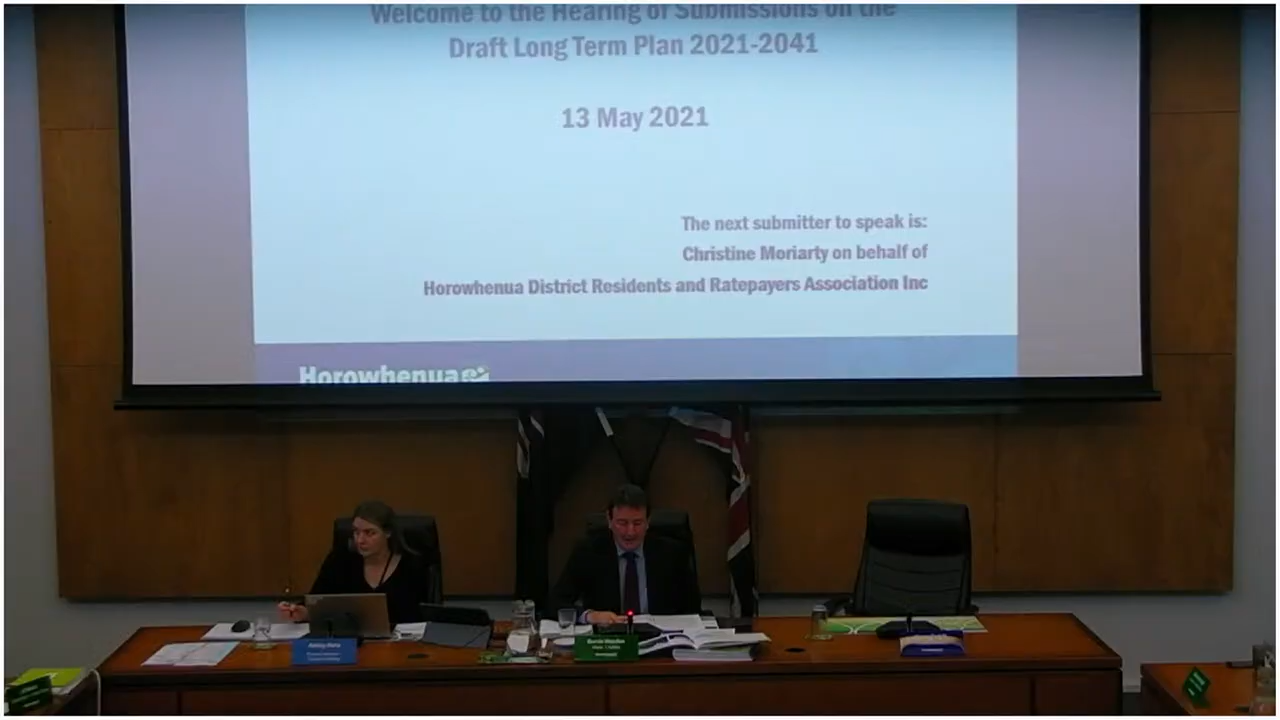 Welcome to the Hearing of Submissions on the
Draft Long Term Plan 2021-2041
13 May 2021
The next submitter to speak is:
Christine Moriarty on behalf of
Horowhenua District Residents and Ratepayers Association Inc
Horowhenua